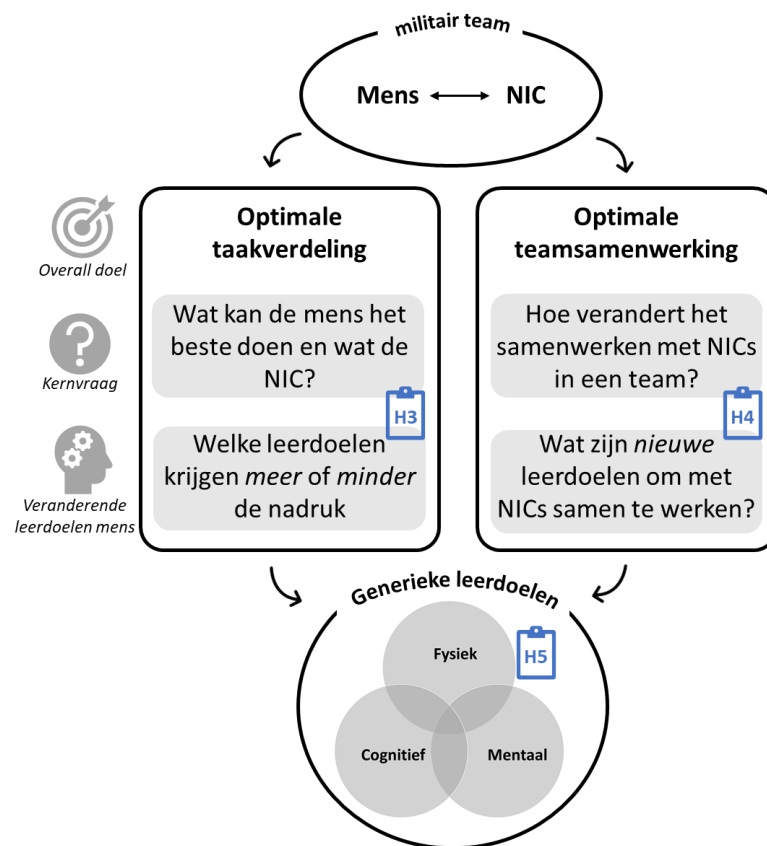 militair team
Mens NIC
Overall doel
Optimale
taakverdeling
Optimale
teamsamenwerking
Kernvraag
Wat kan de mens het
beste doen en wat de
NIC?
H3
Hoe verandert het
samenwerken met NICs
in een team?
H4
Veranderende
leerdoelen mens
Welke leerdoelen
krijgen meer of minder
de nadruk
Wat zijn nieuwe
leerdoelen om met
NICs samen te werken?
Generieke leerdoelen
Fysiek
H5
Cognitief
Mentaal